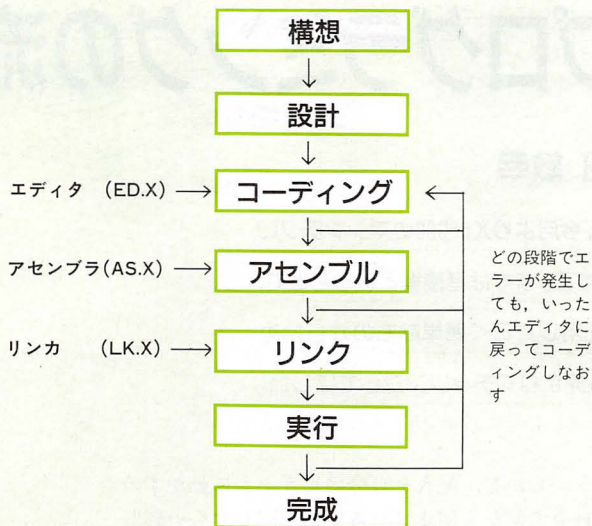 構想
設計
エディタ (ED.X)
コーディング
アセンブラ(AS.X)
アセンブル
リンカ (LK.X)
リンク
実行
完成
どの段階でエ
ラーが発生し
ても，いった
んエディタに
戻ってコーデ
ィングしなお
す